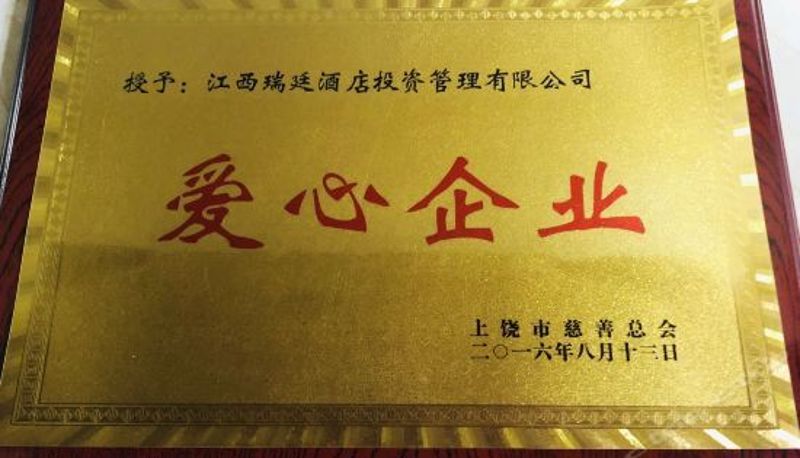 授予：江西瑞廷酒店投资管理有限公司
爱心企业
上饶市慈善总会
二〇一六年八月十三日